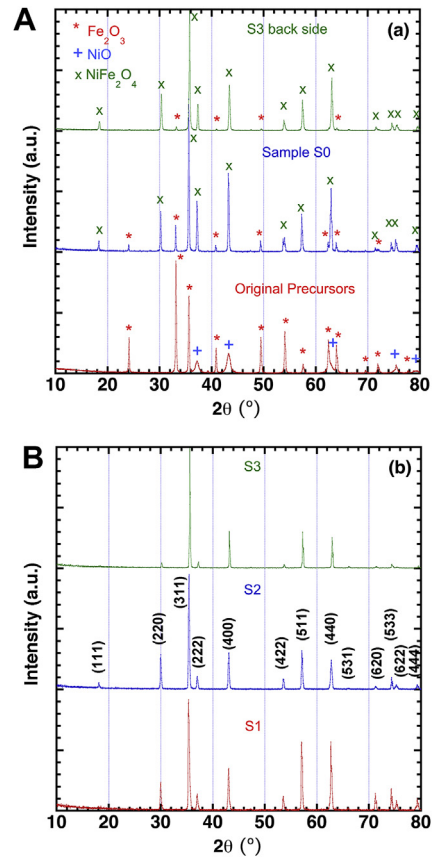 A
(a)
* Fe₂O₃
+ NiO
x NiFe₂O₄
S3 back side
Sample S0
Original Precursors
Intensity (a.u.)
10 20 30 40 50 60 70 80
2θ (°)
B
(b)
S3
S2
(111) (220) (311) (222) (400) (422) (511) (440) (531) (620) (533) (622) (444)
S1
Intensity (a.u.)
10 20 30 40 50 60 70 80
2θ (°)